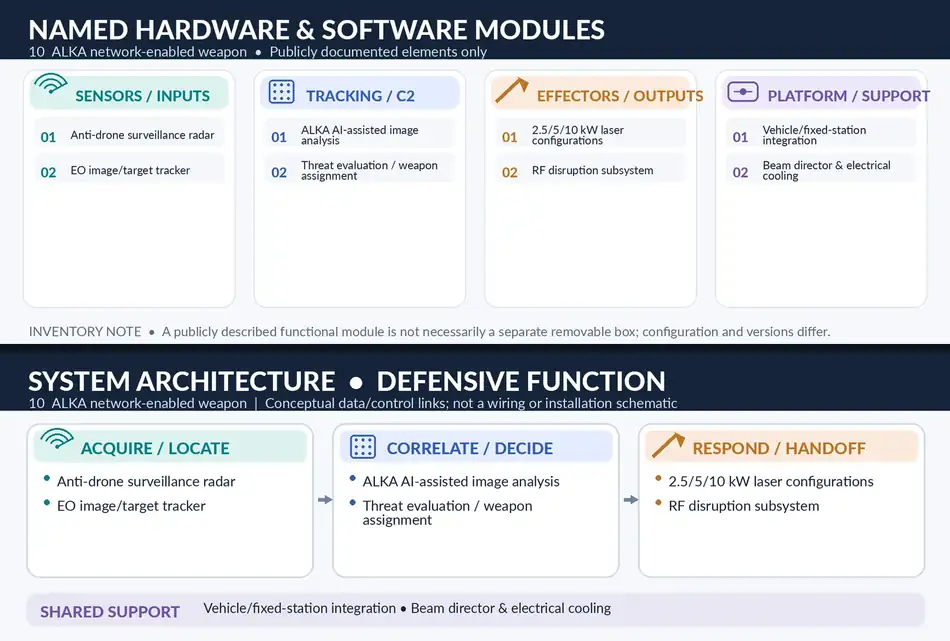 NAMED HARDWARE & SOFTWARE MODULES
10 ALKA network-enabled weapon • Publicly documented elements only
SENSORS / INPUTS
01 Anti-drone surveillance radar
02 EO image/target tracker
TRACKING / C2
01 ALKA AI-assisted image
analysis
02 Threat evaluation / weapon
assignment
EFFECTORS / OUTPUTS
01 2.5/5/10 kW laser
configurations
02 RF disruption subsystem
PLATFORM / SUPPORT
01 Vehicle/fixed-station
integration
02 Beam director & electrical
cooling
INVENTORY NOTE • A publicly described functional module is not necessarily a separate removable box; configuration and versions differ.
SYSTEM ARCHITECTURE • DEFENSIVE FUNCTION
10 ALKA network-enabled weapon | Conceptual data/control links; not a wiring or installation schematic
ACQUIRE / LOCATE
• Anti-drone surveillance radar
• EO image/target tracker
CORRELATE / DECIDE
• ALKA AI-assisted image analysis
• Threat evaluation / weapon
assignment
RESPOND / HANDOFF
• 2.5/5/10 kW laser configurations
• RF disruption subsystem
SHARED SUPPORT Vehicle/fixed-station integration • Beam director & electrical cooling